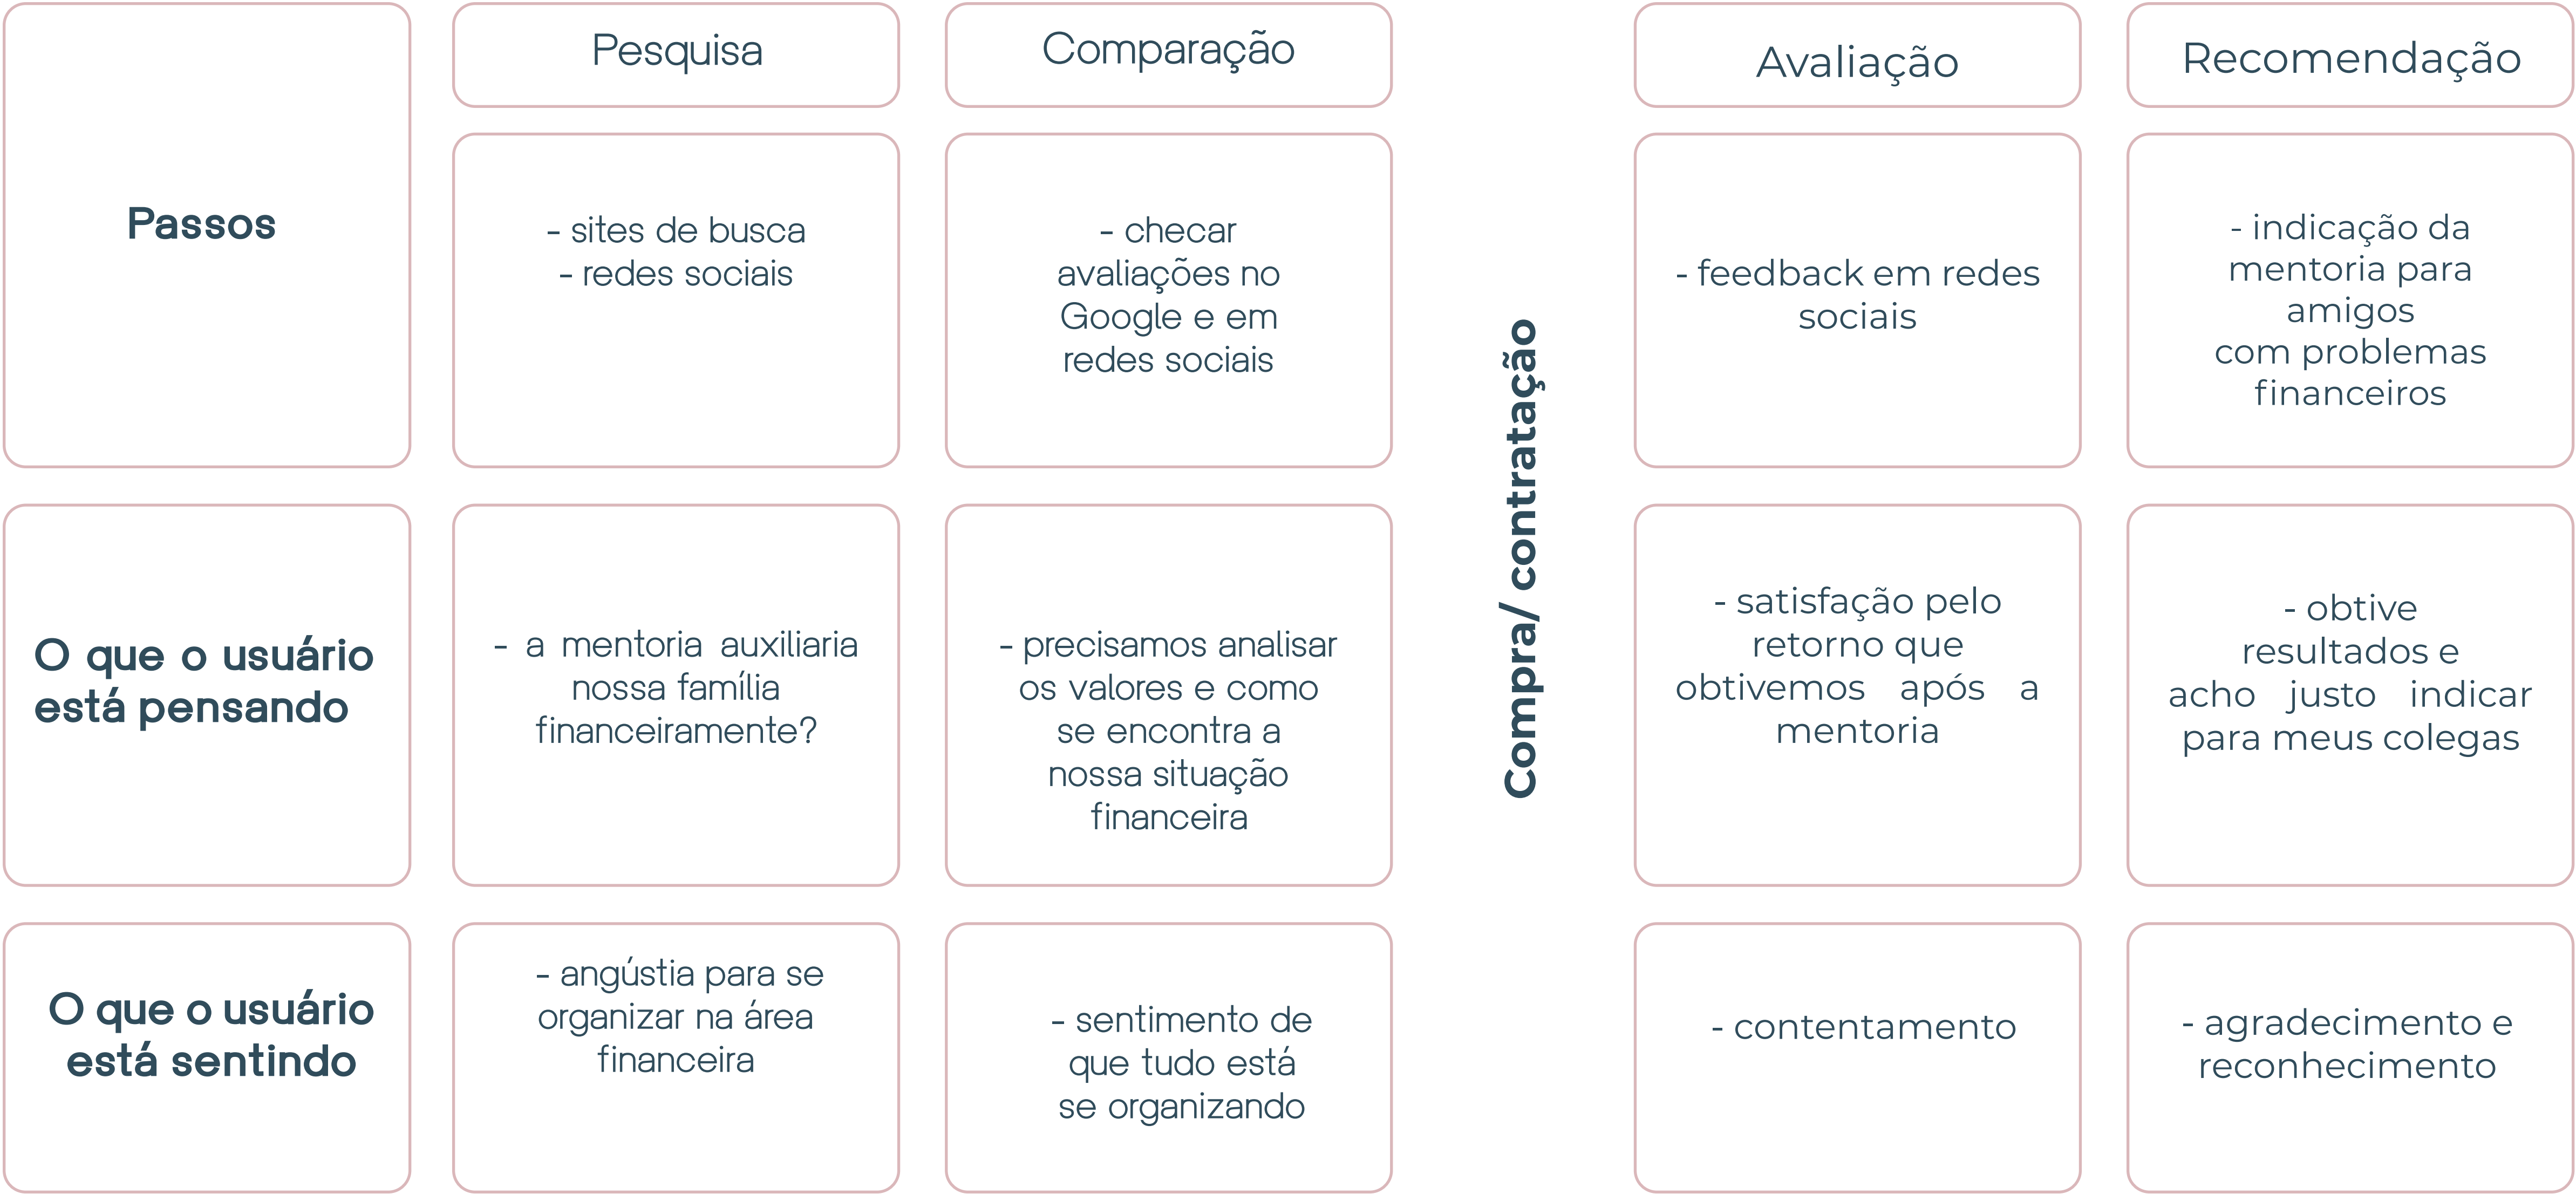 Pesquisa
Comparação
Avaliação
Recomendação
Passos
- sites de busca
- redes sociais
- checar
avaliações no
Google e em
redes sociais
Compra/ contratação
- feedback em redes
sociais
- indicação da
mentoria para
amigos
com problemas
financeiros
O que o usuário
está pensando
- a mentoria auxiliaria
nossa família
financeiramente?
- precisamos analisar
os valores e como
se encontra a
nossa situação
financeira
- satisfação pelo
retorno que
obtivemos após a
mentoria
- obtive
resultados e
acho justo indicar
para meus colegas
O que o usuário
está sentindo
- angústia para se
organizar na área
financeira
- sentimento de
que tudo está
se organizando
- contentamento
- agradecimento e
reconhecimento